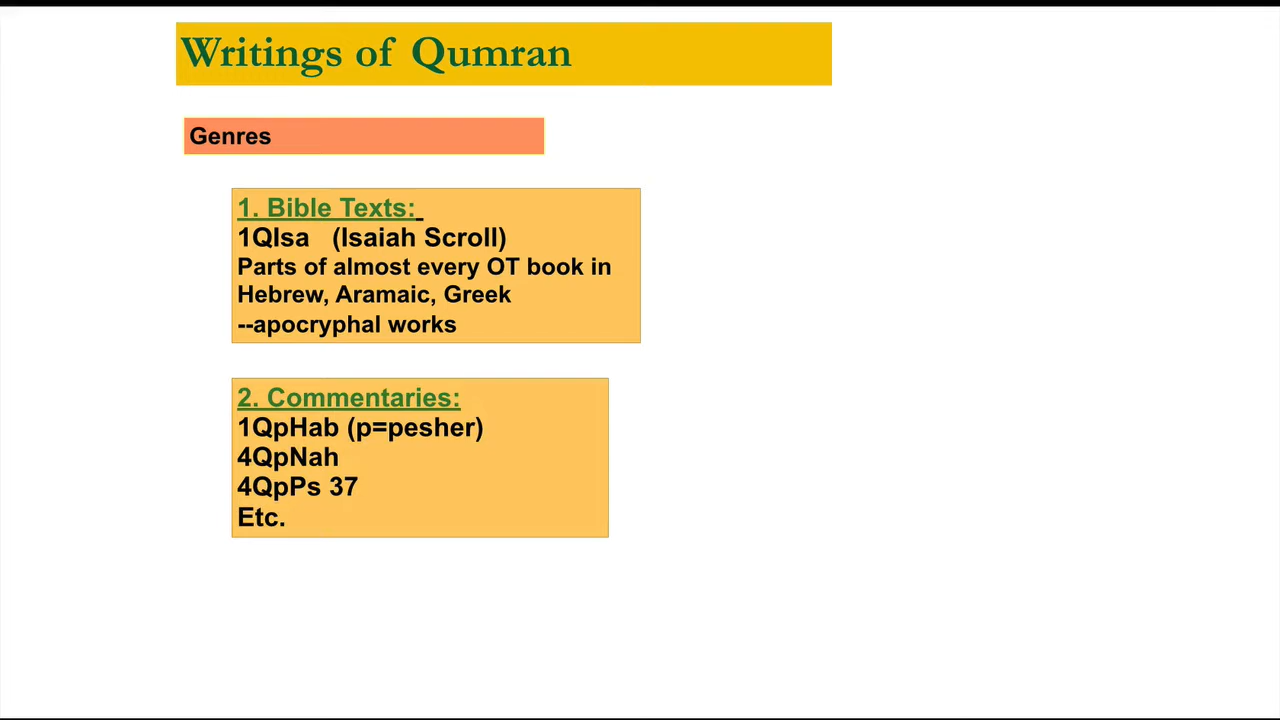 Writings of Qumran
Genres
1. Bible Texts:
1QIsa (Isaiah Scroll)
Parts of almost every OT book in
Hebrew, Aramaic, Greek
--apocryphal works
2. Commentaries:
1QpHab (p=pesher)
4QpNah
4QpPs 37
Etc.